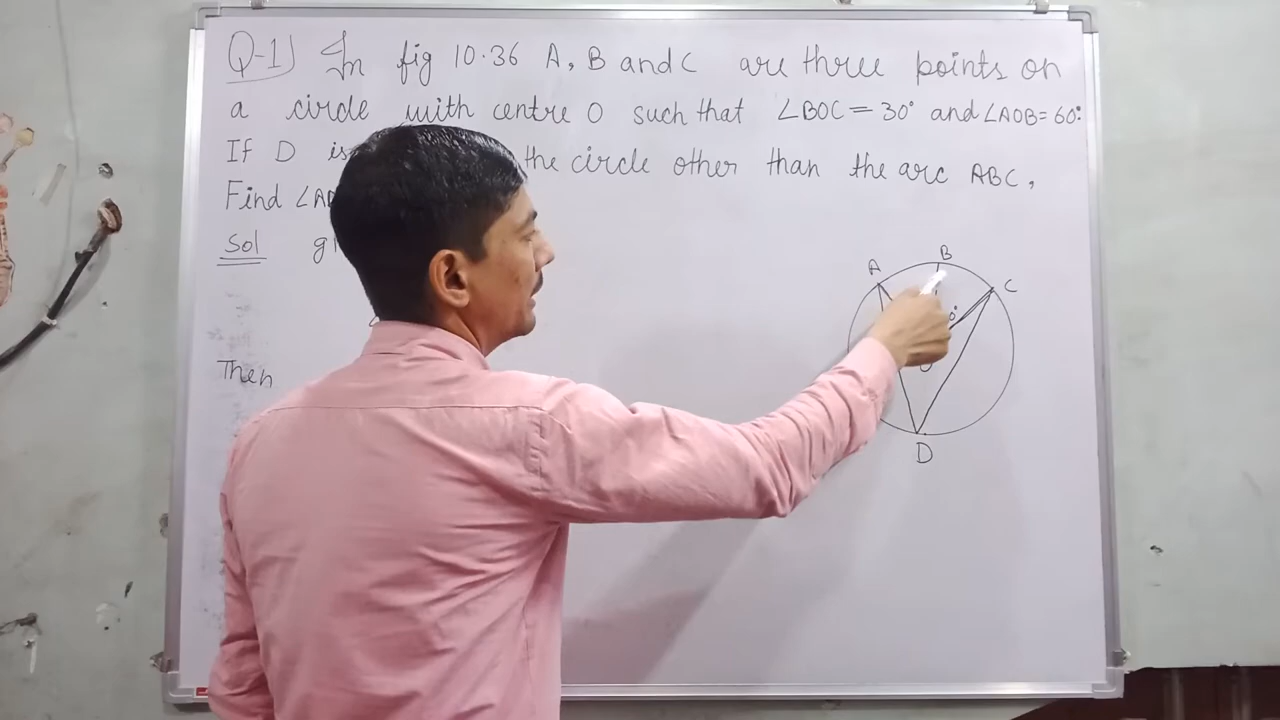 Q-1) In fig 10.36 A, B and C are three points on
a circle with centre O such that ∠BOC = 30° and ∠AOB = 60°.
If D is the circle other than the arc ABC,
Find ∠A
Sol
Then
A
B
C
D